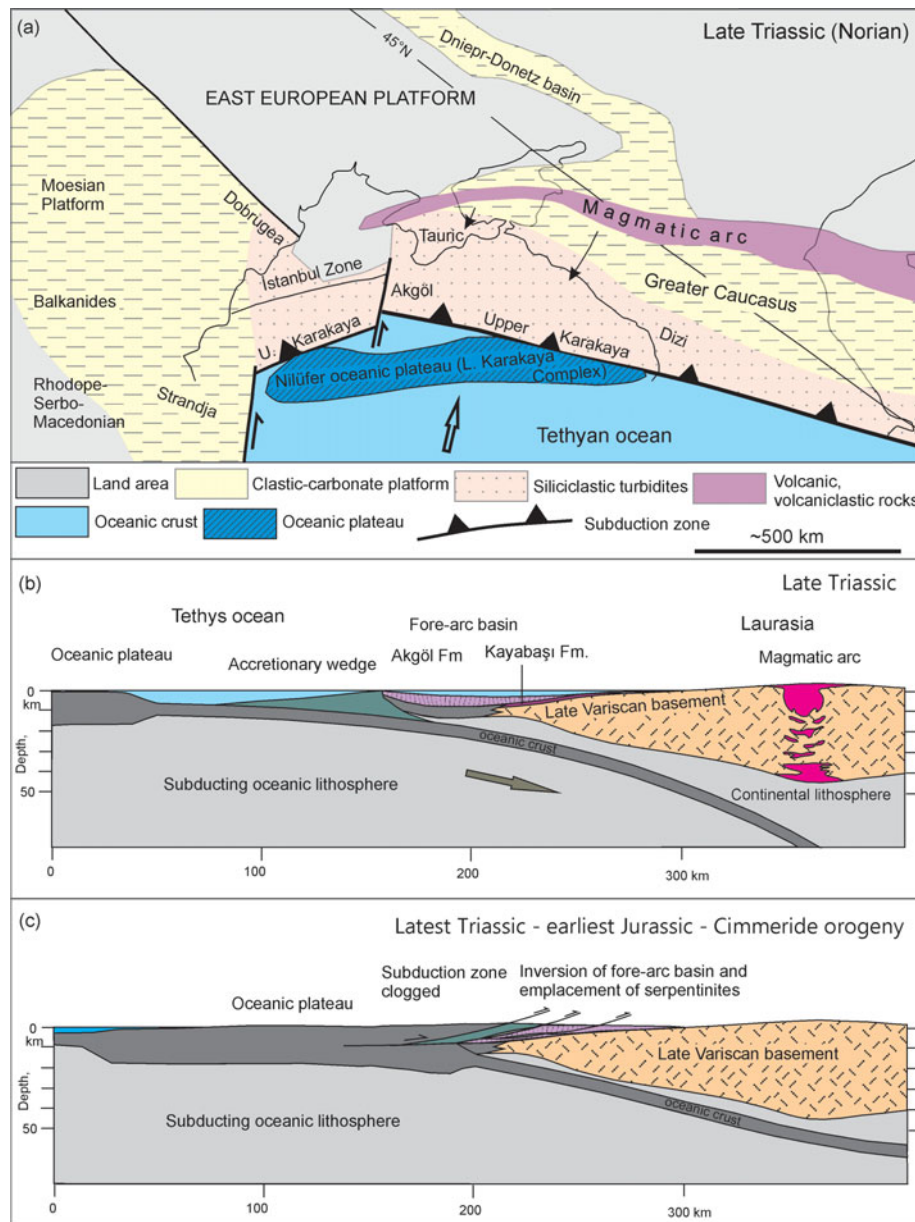 (a)
Late Triassic (Norian)
45°N
Dniepr-Donetz basin
EAST EUROPEAN PLATFORM
Moesian
Platform
Dobrugea
Magmatic arc
Tauric
Istanbul Zone
Akgöl
Greater Caucasus
Balkanides
U. Karakaya
Upper Karakaya
Dizi
Nilüfer oceanic plateau (L. Karakaya
Complex)
Rhodope-
Serbo-
Macedonian
Strandja
Tethyan ocean
Land area
Clastic-carbonate platform
Siliciclastic turbidites
Volcanic,
volcaniclastic rocks
Oceanic crust
Oceanic plateau
Subduction zone
~500 km
(b)
Late Triassic
Tethys ocean
Fore-arc basin
Laurasia
Oceanic plateau
Accretionary wedge
Akgöl Fm
Kayabaşı Fm.
Magmatic arc
0
km
Late Variscan basement
oceanic crust
Depth,
50
Subducting oceanic lithosphere
Continental lithosphere
0
100
200
300 km
(c)
Latest Triassic - earliest Jurassic - Cimmeride orogeny
Subduction zone
clogged
Inversion of fore-arc basin and
emplacement of serpentinites
Oceanic plateau
0
km
Late Variscan basement
Depth,
50
oceanic crust
Subducting oceanic lithosphere
0
100
200
300 km